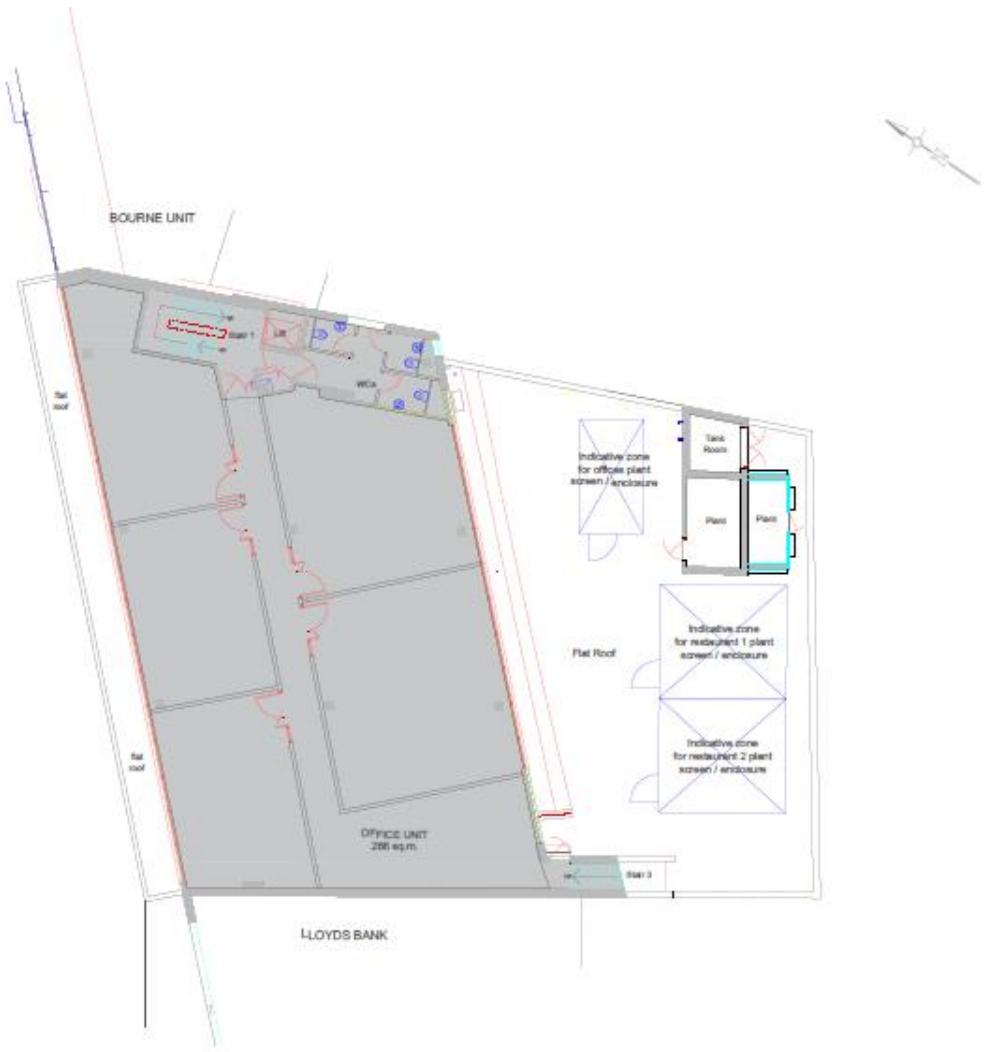 BOURNE UNIT
Stair 1
Lift
WCs
flat
roof
Indicative zone
for offices plant
screen / enclosure
Tank
Room
Plant
Plant
Flat Roof
Indicative zone
for restaurant 1 plant
screen / enclosure
Indicative zone
for restaurant 2 plant
screen / enclosure
flat
roof
OFFICE UNIT
286 sq.m.
Stair 3
LLOYDS BANK